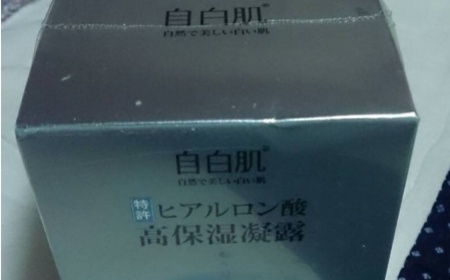 自白肌®
自然で美しい白い肌
自白肌®
自然で美しい白い肌
特許 ヒアルロン酸
高保湿凝露